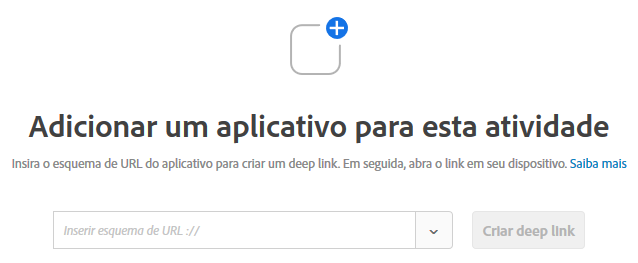 Adicionar um aplicativo para esta atividade
Insira o esquema de URL do aplicativo para criar um deep link. Em seguida, abra o link em seu dispositivo. Saiba mais
Inserir esquema de URL :// Criar deep link